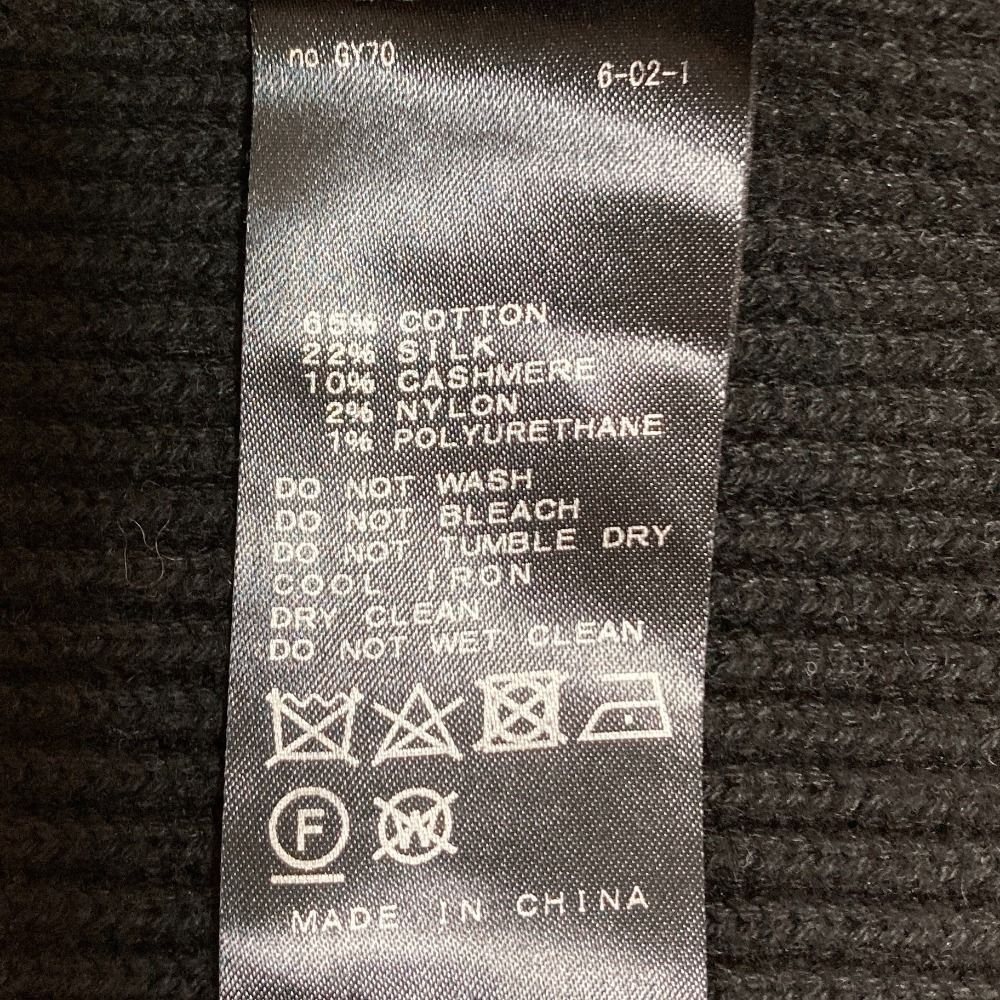 no GY70
6-02-1
65% COTTON
22% SILK
10% CASHMERE
2% NYLON
1% POLYURETHANE
DO NOT WASH
DO NOT BLEACH
DO NOT TUMBLE DRY
COOL IRON
DRY CLEAN
DO NOT WET CLEAN
F W
MADE IN CHINA